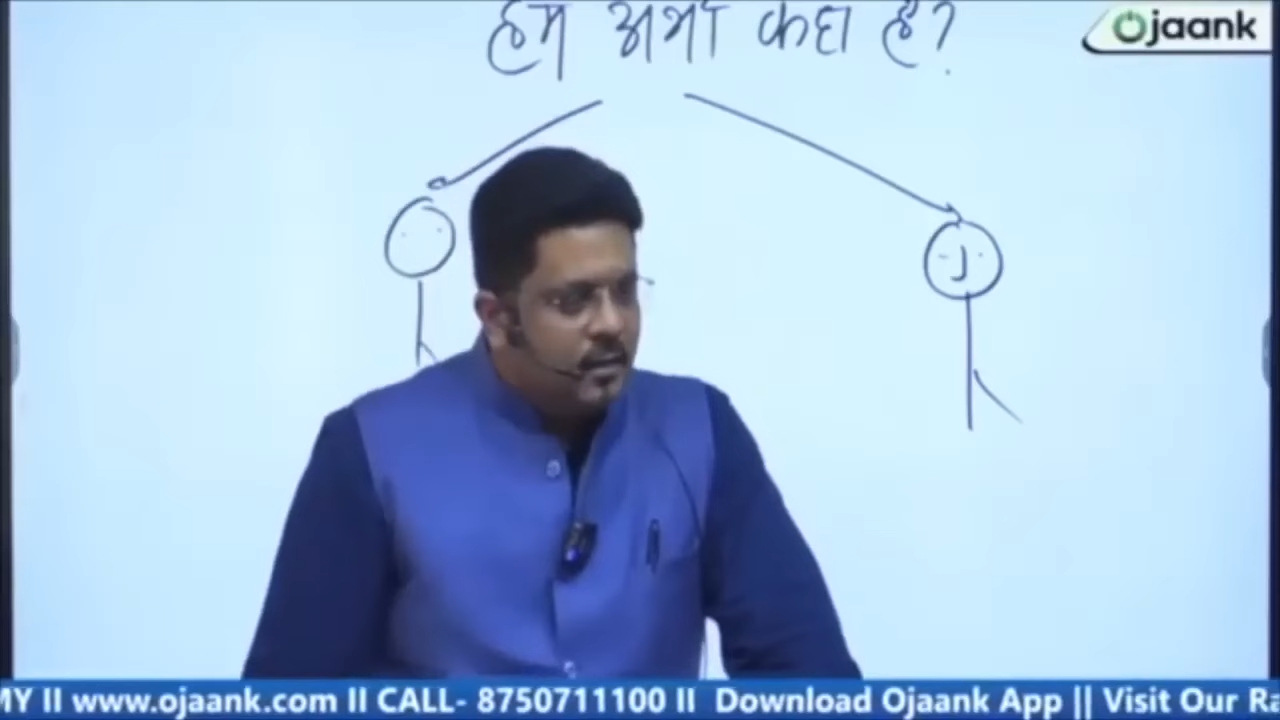 हम अभी कहा है?
Ojaank
MY II www.ojaank.com II CALL- 8750711100 II Download Ojaank App || Visit Our Ra